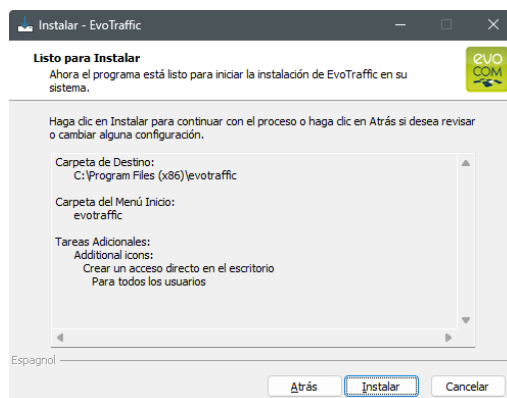 Instalar - EvoTraffic
Listo para Instalar
Ahora el programa está listo para iniciar la instalación de EvoTraffic en su
sistema.
evo
COM
Haga clic en Instalar para continuar con el proceso o haga clic en Atrás si desea revisar
o cambiar alguna configuración.
Carpeta de Destino:
C:\Program Files (x86)\evotraffic
Carpeta del Menú Inicio:
evotraffic
Tareas Adicionales:
Additional icons:
Crear un acceso directo en el escritorio
Para todos los usuarios
Espagnol
Atrás
Instalar
Cancelar